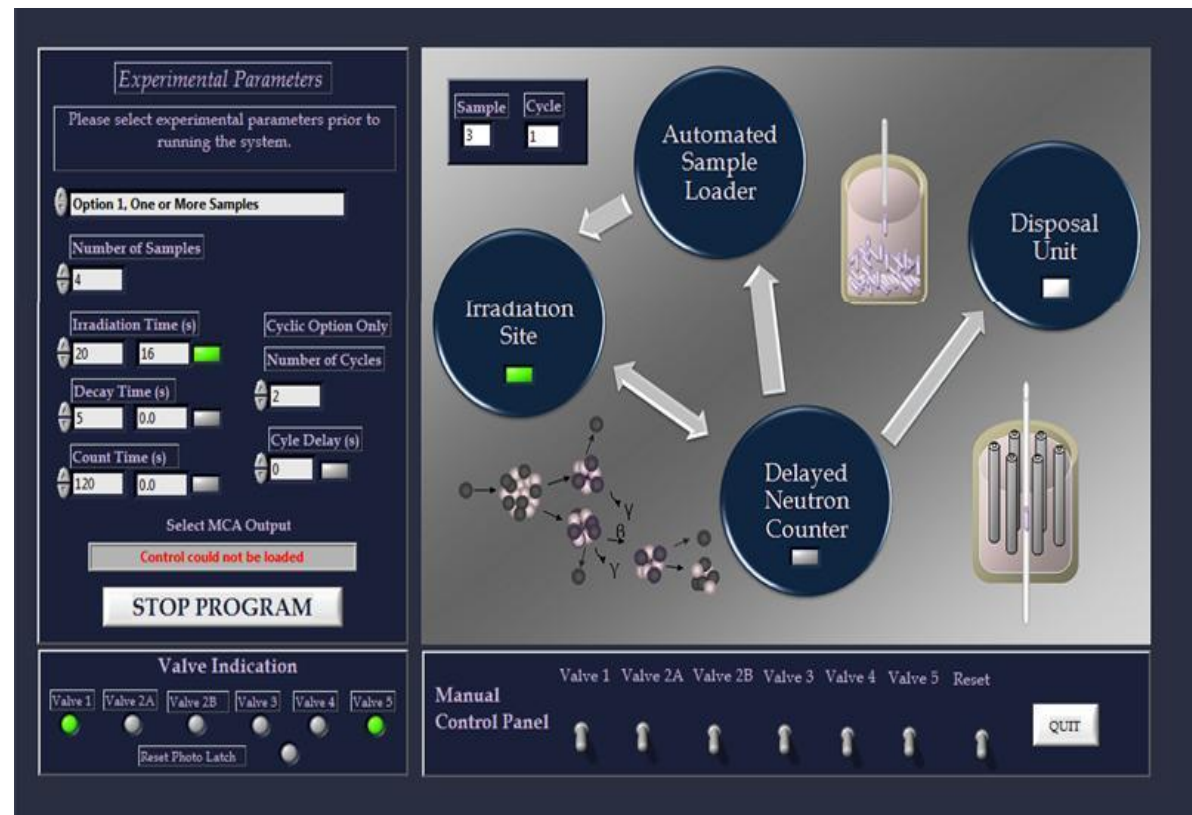 Experimental Parameters
Please select experimental parameters prior to
running the system.
Option 1, One or More Samples
Number of Samples
4
Irradiation Time (s)
20 16
Decay Time (s)
5 0.0
Count Time (s)
120 0.0
Cyclic Option Only
Number of Cycles
2
Cyle Delay (s)
0
Select MCA Output
Control could not be loaded
STOP PROGRAM
Sample Cycle
3 1
Automated
Sample
Loader
Disposal
Unit
Irradiation
Site
Delayed
Neutron
Counter
γ
β
γ
Valve Indication
Valve 1 Valve 2A Valve 2B Valve 3 Valve 4 Valve 5
Reset Photo Latch
Manual
Control Panel
Valve 1 Valve 2A Valve 2B Valve 3 Valve 4 Valve 5 Reset
QUIT